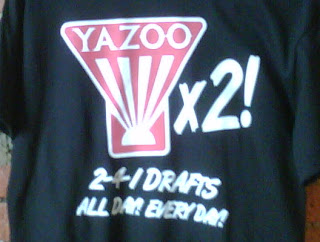 YAZOO
x2!
2-4-1 DRAFTS
ALL DAY! EVERY DAY!